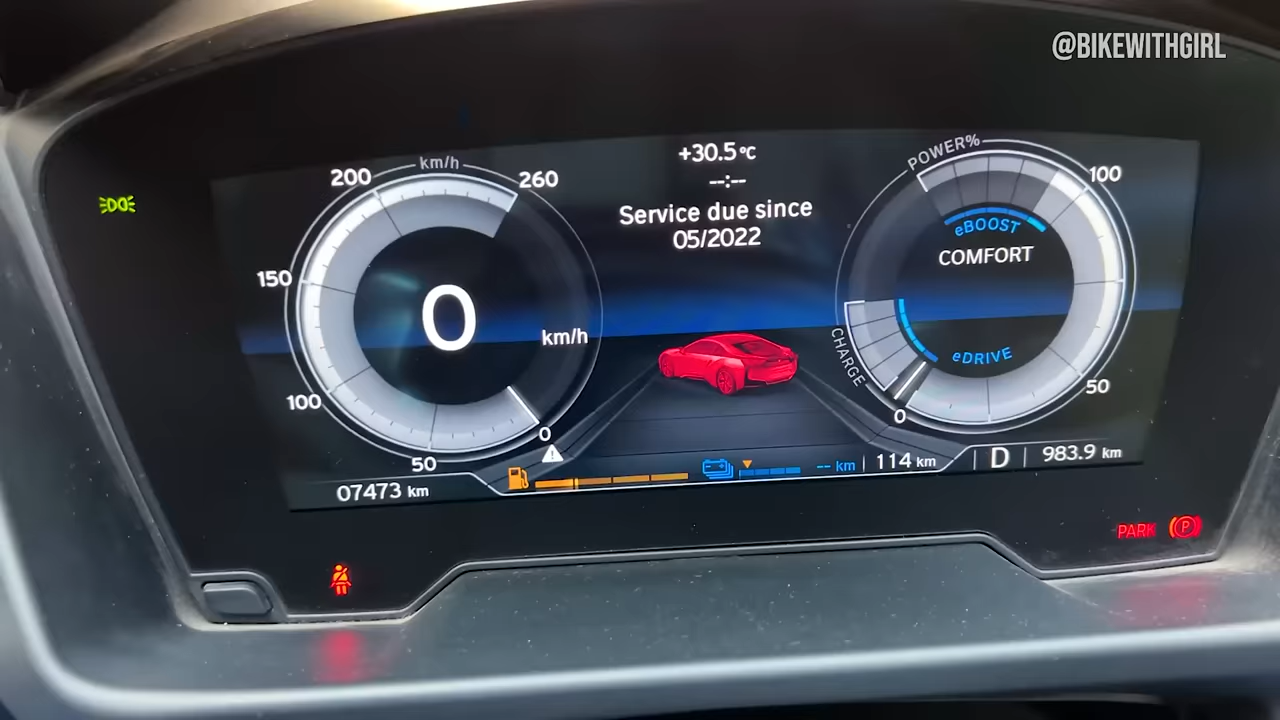 @BIKEWITHGIRL
+30.5 °C
--:--
Service due since
05/2022
km/h
200
260
150
100
50
0
0
km/h
POWER%
100
eBOOST
COMFORT
eDRIVE
CHARGE
50
0
07473 km
-- km
114 km
D
983.9 km
PARK
P